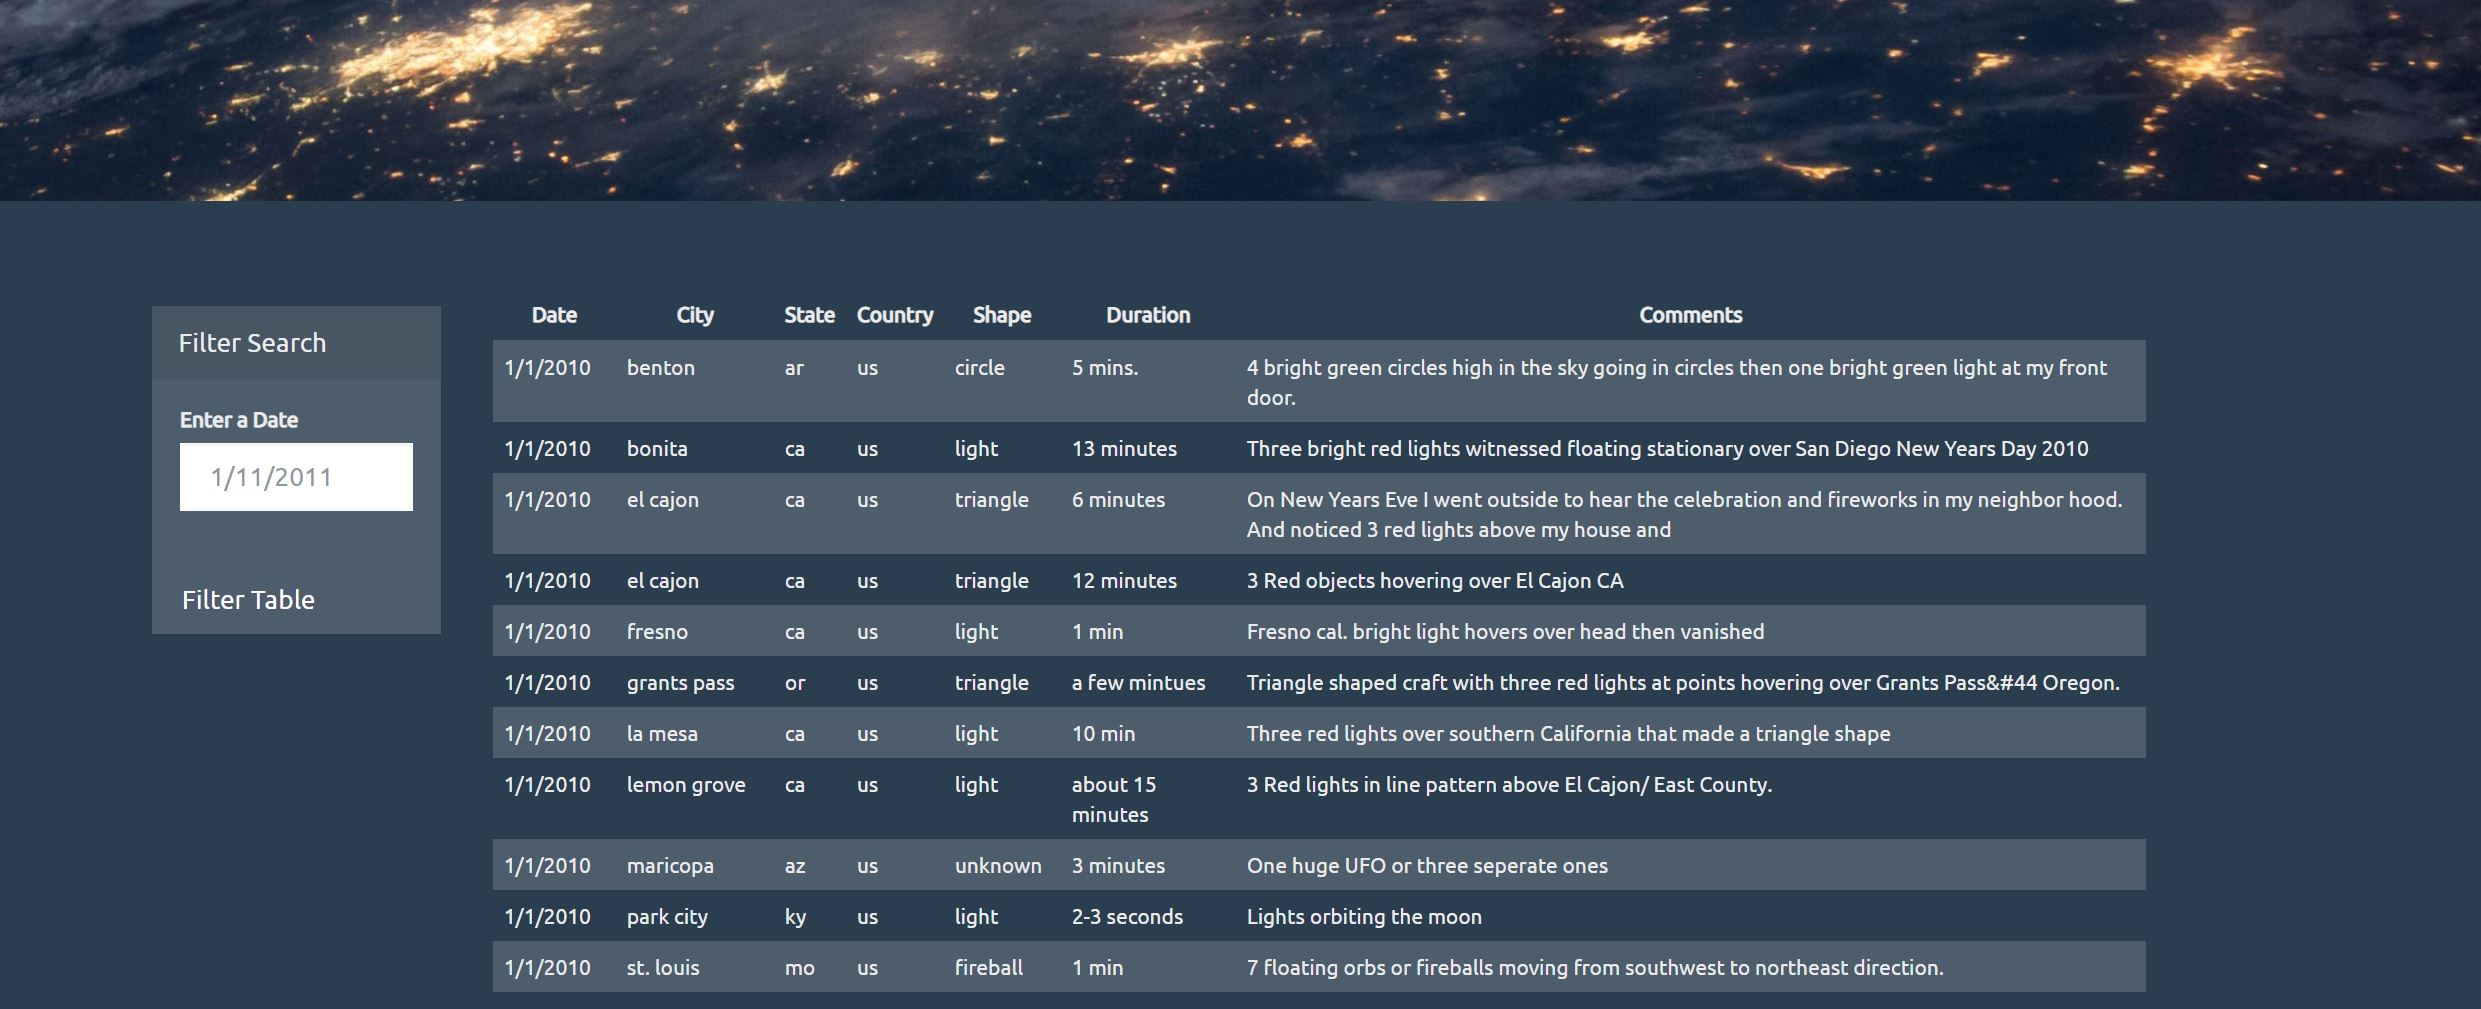 Filter Search
Enter a Date
1/11/2011
Filter Table
Date City State Country Shape Duration Comments
1/1/2010 benton ar us circle 5 mins. 4 bright green circles high in the sky going in circles then one bright green light at my front
door.
1/1/2010 bonita ca us light 13 minutes Three bright red lights witnessed floating stationary over San Diego New Years Day 2010
1/1/2010 el cajon ca us triangle 6 minutes On New Years Eve I went outside to hear the celebration and fireworks in my neighbor hood.
And noticed 3 red lights above my house and
1/1/2010 el cajon ca us triangle 12 minutes 3 Red objects hovering over El Cajon CA
1/1/2010 fresno ca us light 1 min Fresno cal. bright light hovers over head then vanished
1/1/2010 grants pass or us triangle a few mintues Triangle shaped craft with three red lights at points hovering over Grants Pass&#44 Oregon.
1/1/2010 la mesa ca us light 10 min Three red lights over southern California that made a triangle shape
1/1/2010 lemon grove ca us light about 15 3 Red lights in line pattern above El Cajon/ East County.
minutes
1/1/2010 maricopa az us unknown 3 minutes One huge UFO or three seperate ones
1/1/2010 park city ky us light 2-3 seconds Lights orbiting the moon
1/1/2010 st. louis mo us fireball 1 min 7 floating orbs or fireballs moving from southwest to northeast direction.